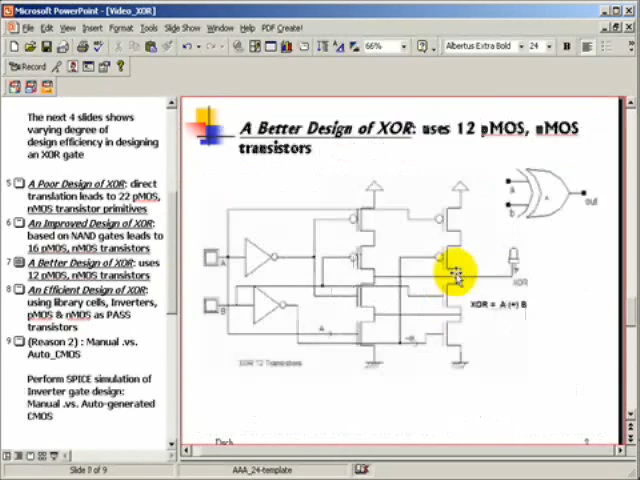 Microsoft PowerPoint - [Video_XOR]
File Edit View Insert Format Tools Slide Show Window Help PDF Create!
66% Albertus Extra Bold 24 B
Record
The next 4 slides shows
varying degree of
design efficiency in designing
an XOR gate
5 A Poor Design of XOR: direct
translation leads to 22 pMOS,
nMOS transistor primitives
6 An Improved Design of XOR:
based on NAND gates leads to
16 pMOS, nMOS transistors
7 A Better Design of XOR: uses
12 pMOS, nMOS transistors
8 An Efficient Design of XOR:
using library cells, Inverters,
pMOS & nMOS as PASS
transistors
9 (Reason 2) : Manual .vs.
Auto_CMOS
Perform SPICE simulation of
Inverter gate design:
Manual .vs. Auto-generated
CMOS
A Better Design of XOR: uses 12 pMOS, nMOS
transistors
a
b
out
A
B
XOR
XOR = A (+) B
XOR 12 Transistors
Slide 8 of 9 AAA_24-template